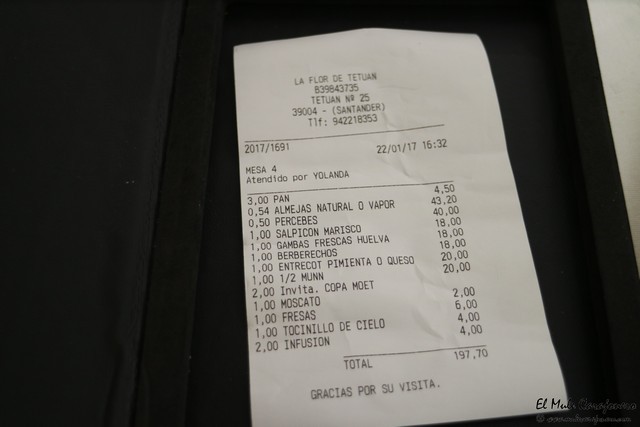 LA FLOR DE TETUAN
B39843735
TETUAN Nº 25
39004 - (SANTANDER)
Tlf: 942218353
2017/1691 22/01/17 16:32
MESA 4
Atendido por YOLANDA
3,00 PAN 4,50
0,54 ALMEJAS NATURAL O VAPOR 43,20
0,50 PERCEBES 40,00
1,00 SALPICON MARISCO 18,00
1,00 GAMBAS FRESCAS HUELVA 18,00
1,00 BERBERECHOS 18,00
1,00 ENTRECOT PIMIENTA O QUESO 20,00
1,00 1/2 MUNN 20,00
2,00 Invita. COPA MOET
1,00 MOSCATO 2,00
1,00 FRESAS 6,00
1,00 TOCINILLO DE CIELO 4,00
2,00 INFUSION 4,00
TOTAL 197,70
GRACIAS POR SU VISITA.
El